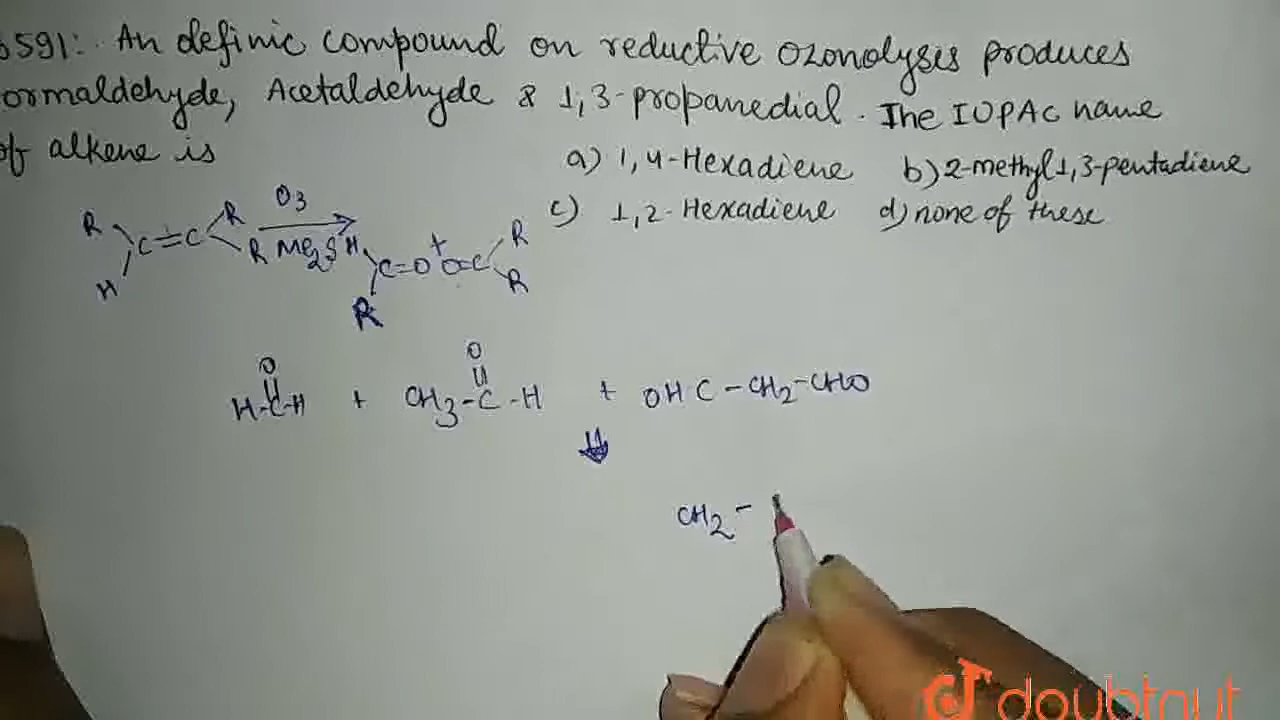 591: An definic compound on reductive ozonolysis produces
ormaldehyde, Acetaldehyde & 1,3-propanedial. The IUPAC name
of alkene is
a) 1,4-Hexadiene b) 2-methyl 1,3-pentadiene
c) 1,2-Hexadiene d) none of these
R H C=C R R O3 Me2S H R C=O + O=C R R
H-C-H O + CH3-C-H O + OHC-CH2-CHO
CH2-
doubtnut